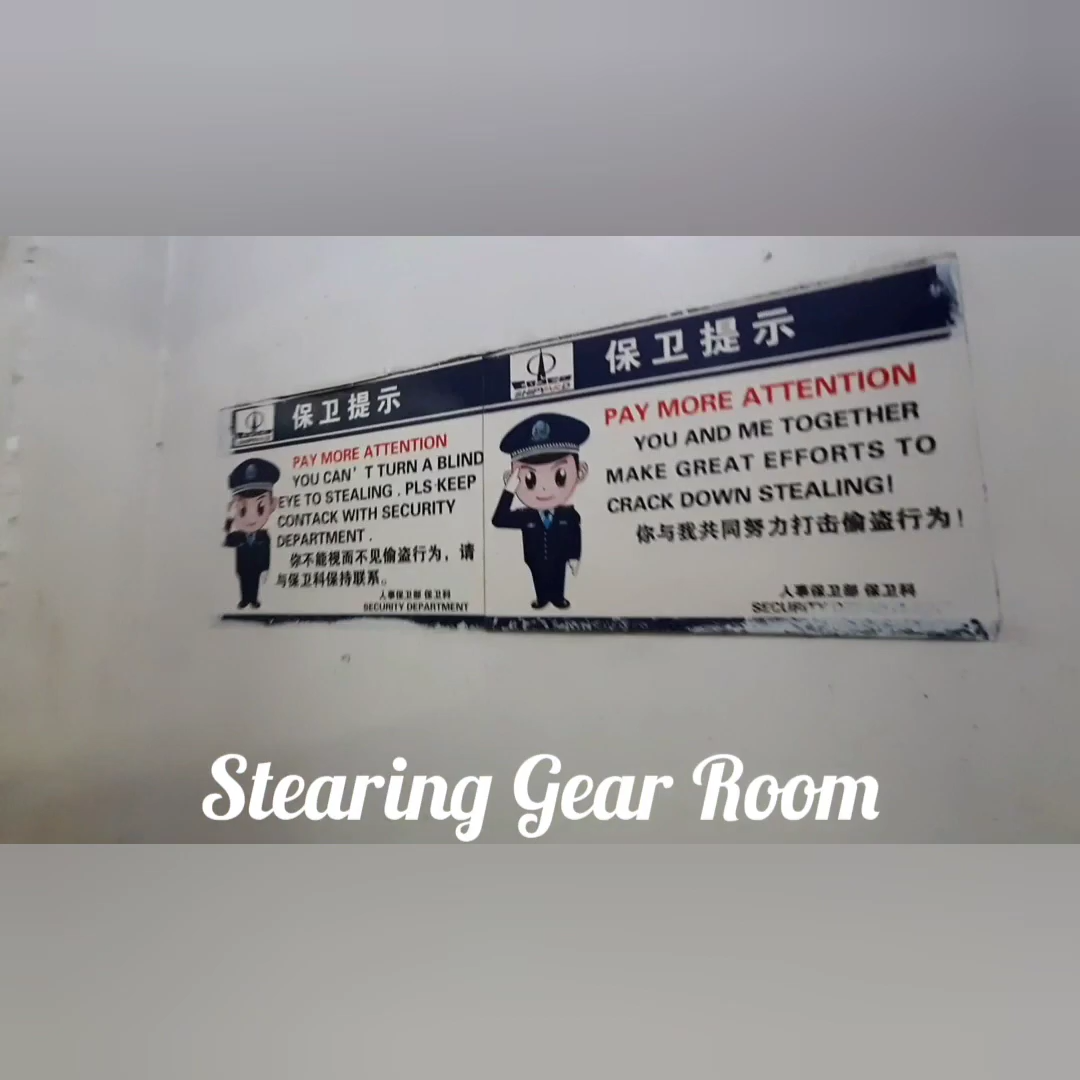 保卫提示
PAY MORE ATTENTION
YOU CAN'T TURN A BLIND
EYE TO STEALING . PLS KEEP
CONTACK WITH SECURITY
DEPARTMENT .
你不能视而不见偷盗行为，请
与保卫科保持联系。
人事保卫部 保卫科
SECURITY DEPARTMENT
保卫提示
PAY MORE ATTENTION
YOU AND ME TOGETHER
MAKE GREAT EFFORTS TO
CRACK DOWN STEALING!
你与我共同努力打击偷盗行为！
人事保卫部 保卫科
SECURITY
Stearing Gear Room